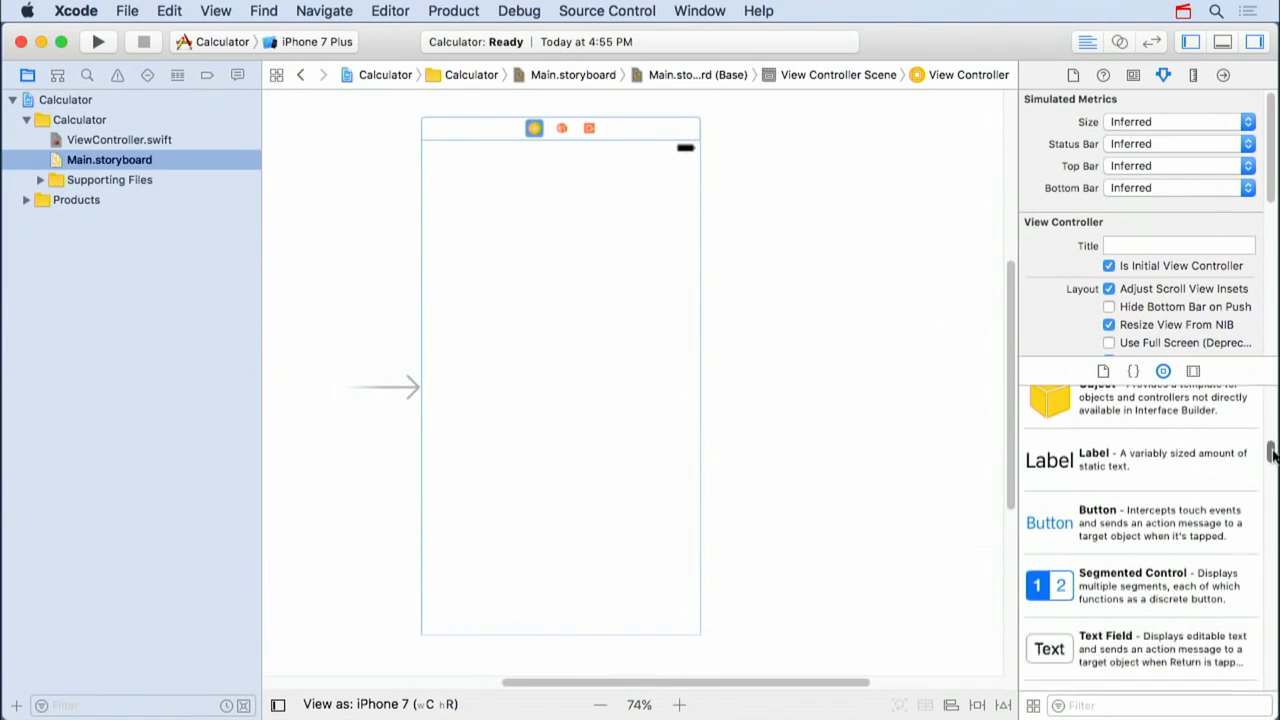 Xcode File Edit View Find Navigate Editor Product Debug Source Control Window Help
Calculator iPhone 7 Plus Calculator: Ready Today at 4:55 PM
Calculator Calculator Main.storyboard Main.sto...rd (Base) View Controller Scene View Controller
Calculator
Calculator
ViewController.swift
Main.storyboard
Supporting Files
Products
Simulated Metrics
Size Inferred
Status Bar Inferred
Top Bar Inferred
Bottom Bar Inferred
View Controller
Title
Is Initial View Controller
Layout Adjust Scroll View Insets
Hide Bottom Bar on Push
Resize View From NIB
Use Full Screen (Deprec...
{ }
Object - Provides a template for
objects and controllers not directly
available in Interface Builder.
Label Label - A variably sized amount of
static text.
Button - Intercepts touch events
Button and sends an action message to a
target object when it's tapped.
Segmented Control - Displays
1 2 multiple segments, each of which
functions as a discrete button.
Text Field - Displays editable text
Text and sends an action message to a
target object when Return is tapp...
Filter View as: iPhone 7 (wC hR) 74% Filter